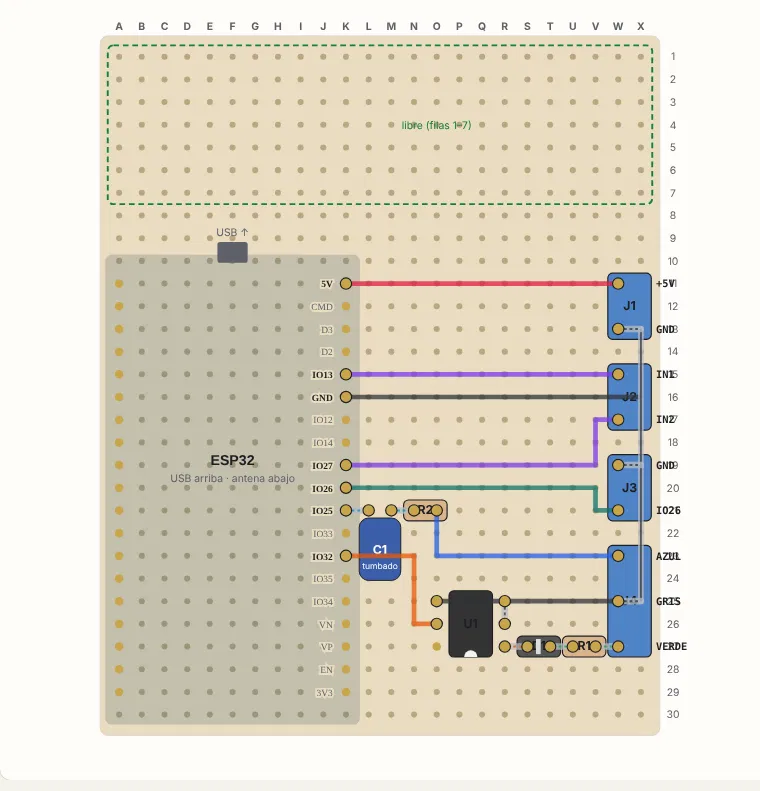 A B C D E F G H I J K L M N O P Q R S T U V W X
1
2
3
libre (filas 1-7) 4
5
6
7
8
USB ↑ 9
10
5V +5V
CMD J1 12
D3 GND
D2 14
IO13 IN1
GND J2 16
IO12 IN2
IO14 18
IO27 GND
ESP32
USB arriba · antena abajo
IO26 J3 20
IO25 R2 IO26
IO33 22
C1
tumbado
IO32 AZUL
IO35 24
IO34 GRIS
VN U1 26
VP R1 VERDE
EN 28
3V3 29
30